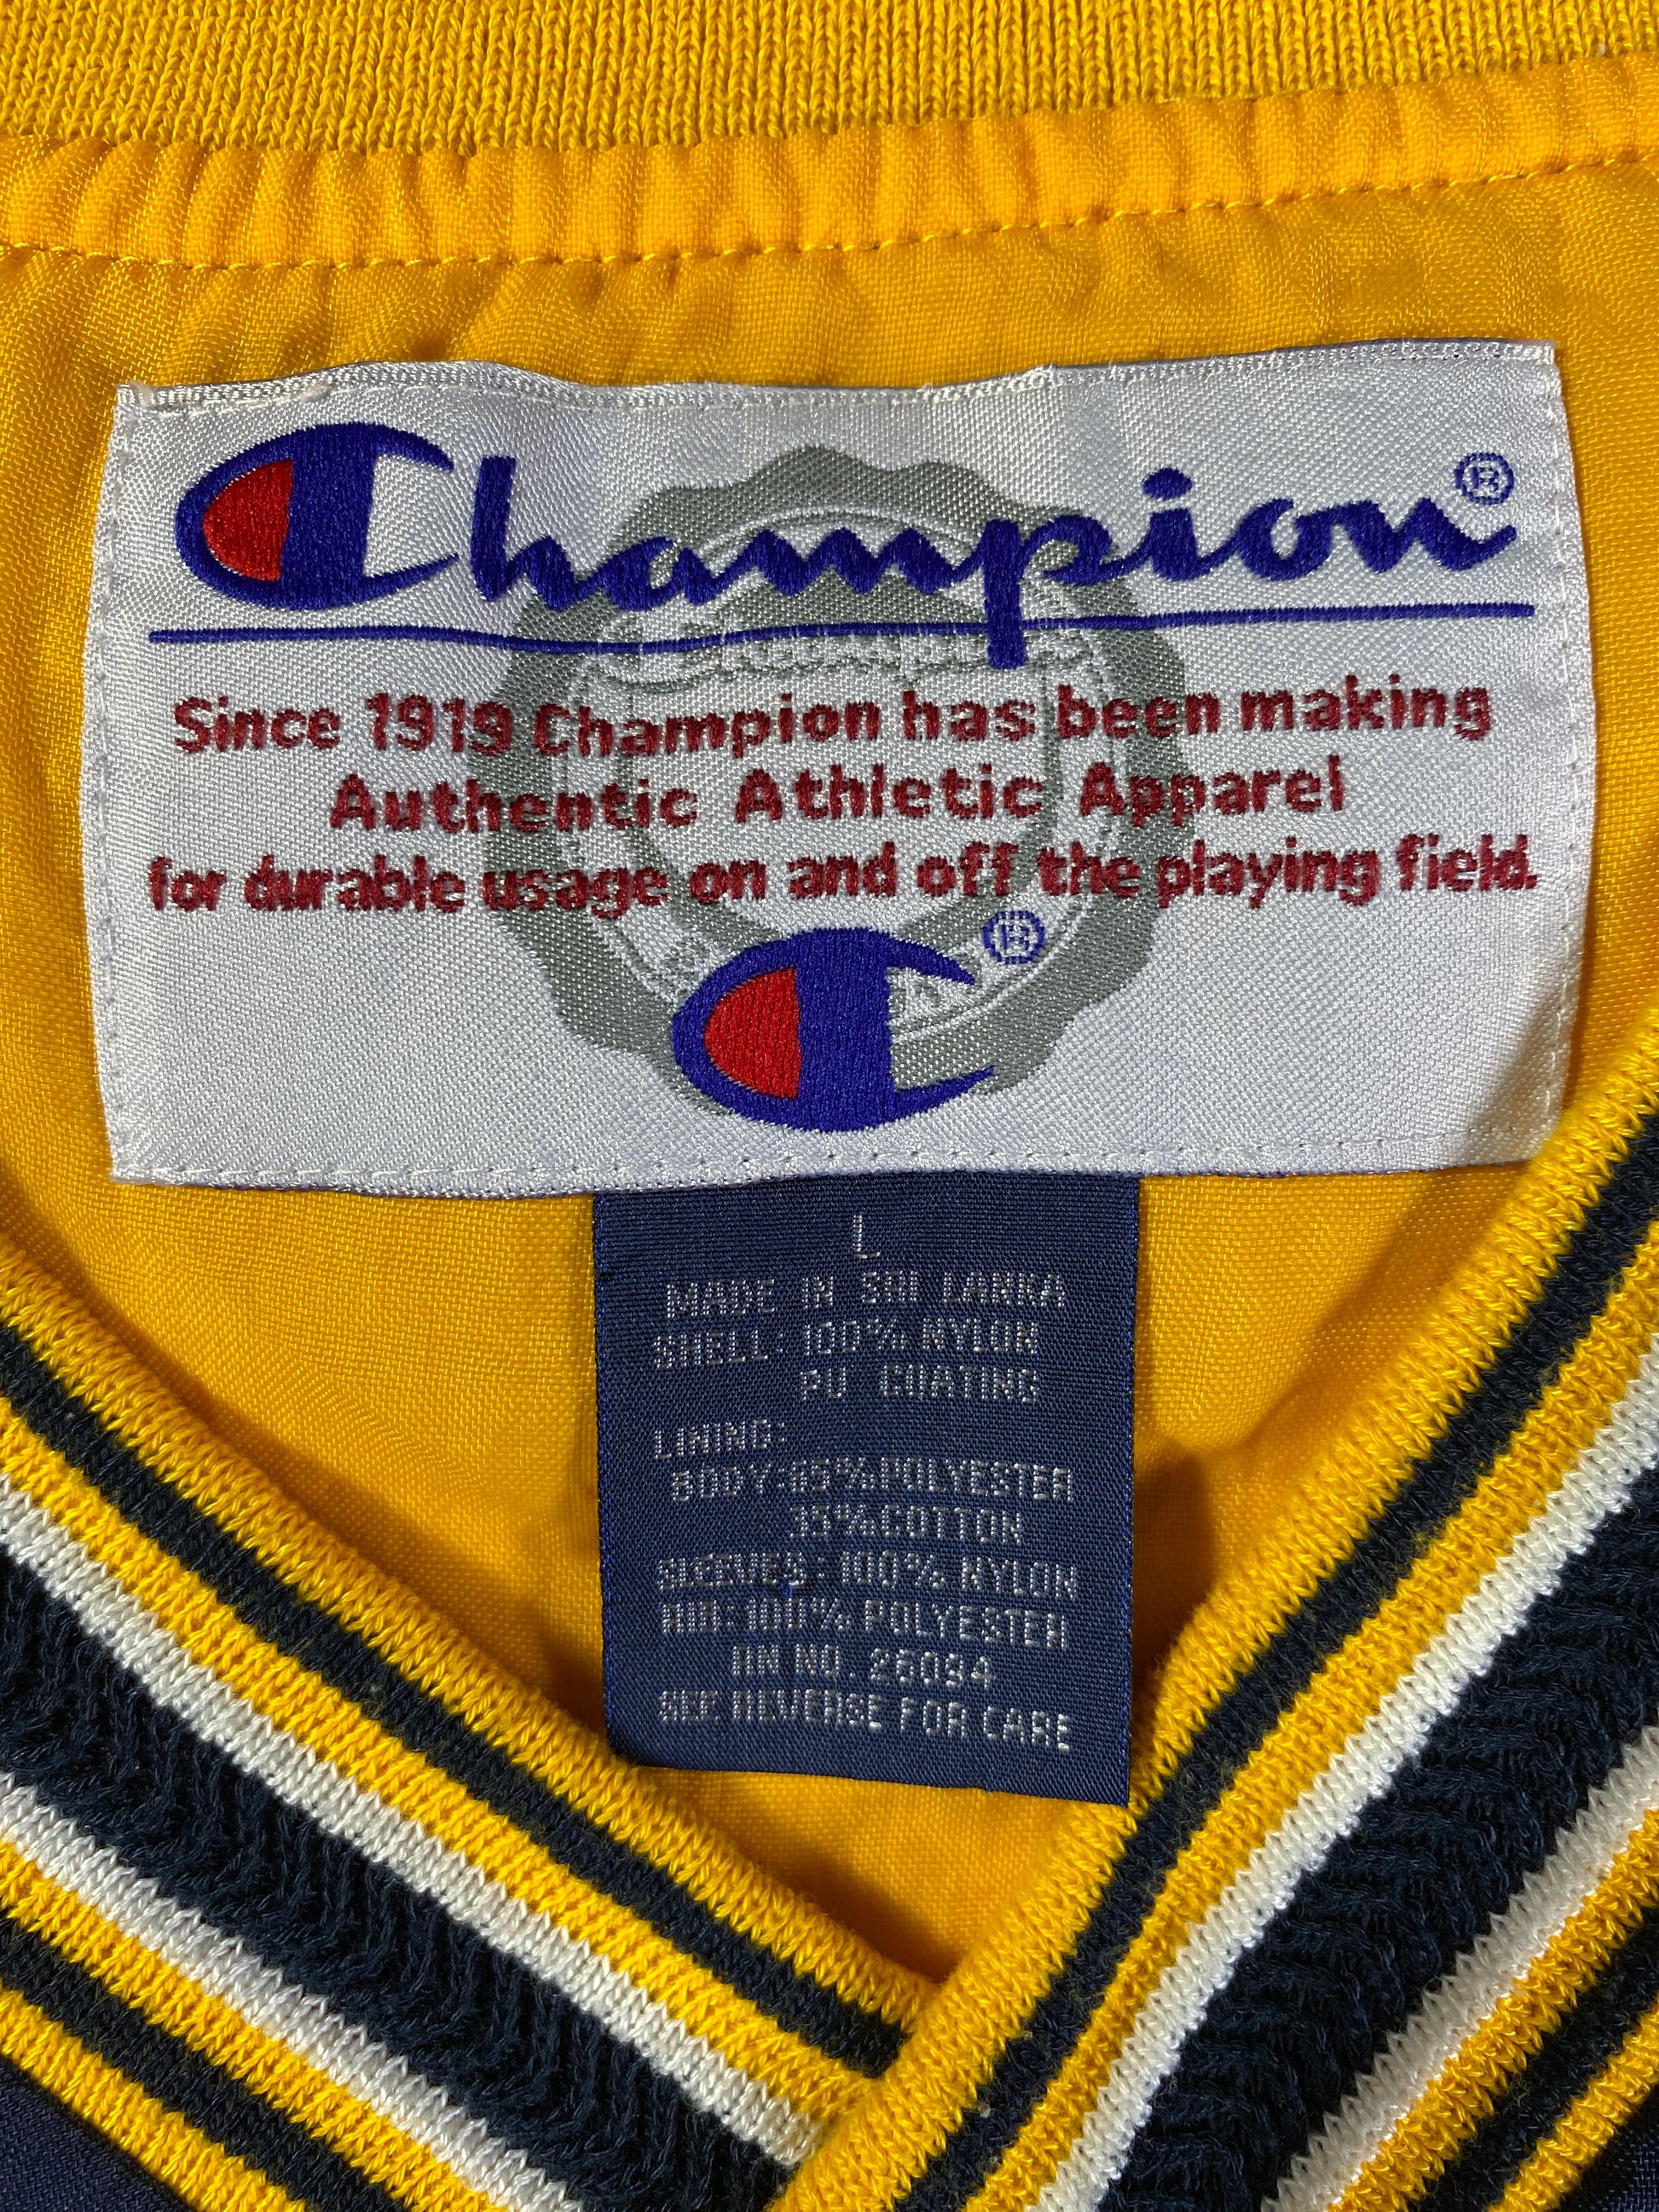 Champion®
Since 1919 Champion has been making
Authentic Athletic Apparel
for durable usage on and off the playing field.
®
L
MADE IN SRI LANKA
SHELL: 100% NYLON
PU COATING
LINING:
BODY:65%POLYESTER
35%COTTON
SLEEVES: 100% NYLON
RIB:100% POLYESTER
RN NO. 26094
SEE REVERSE FOR CARE